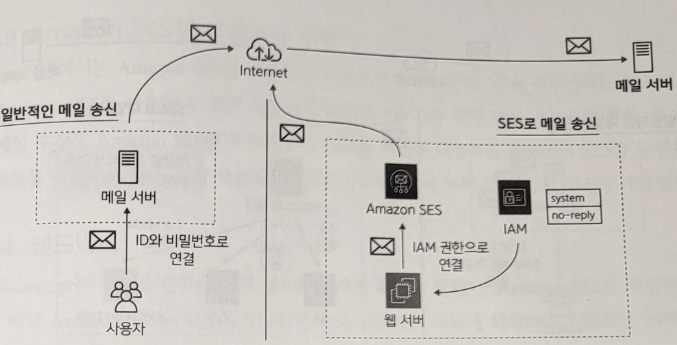 Internet
메일 서버
일반적인 메일 송신
SES로 메일 송신
메일 서버
Amazon SES
IAM
system
no-reply
ID와 비밀번호로
연결
IAM 권한으로
연결
사용자
웹 서버